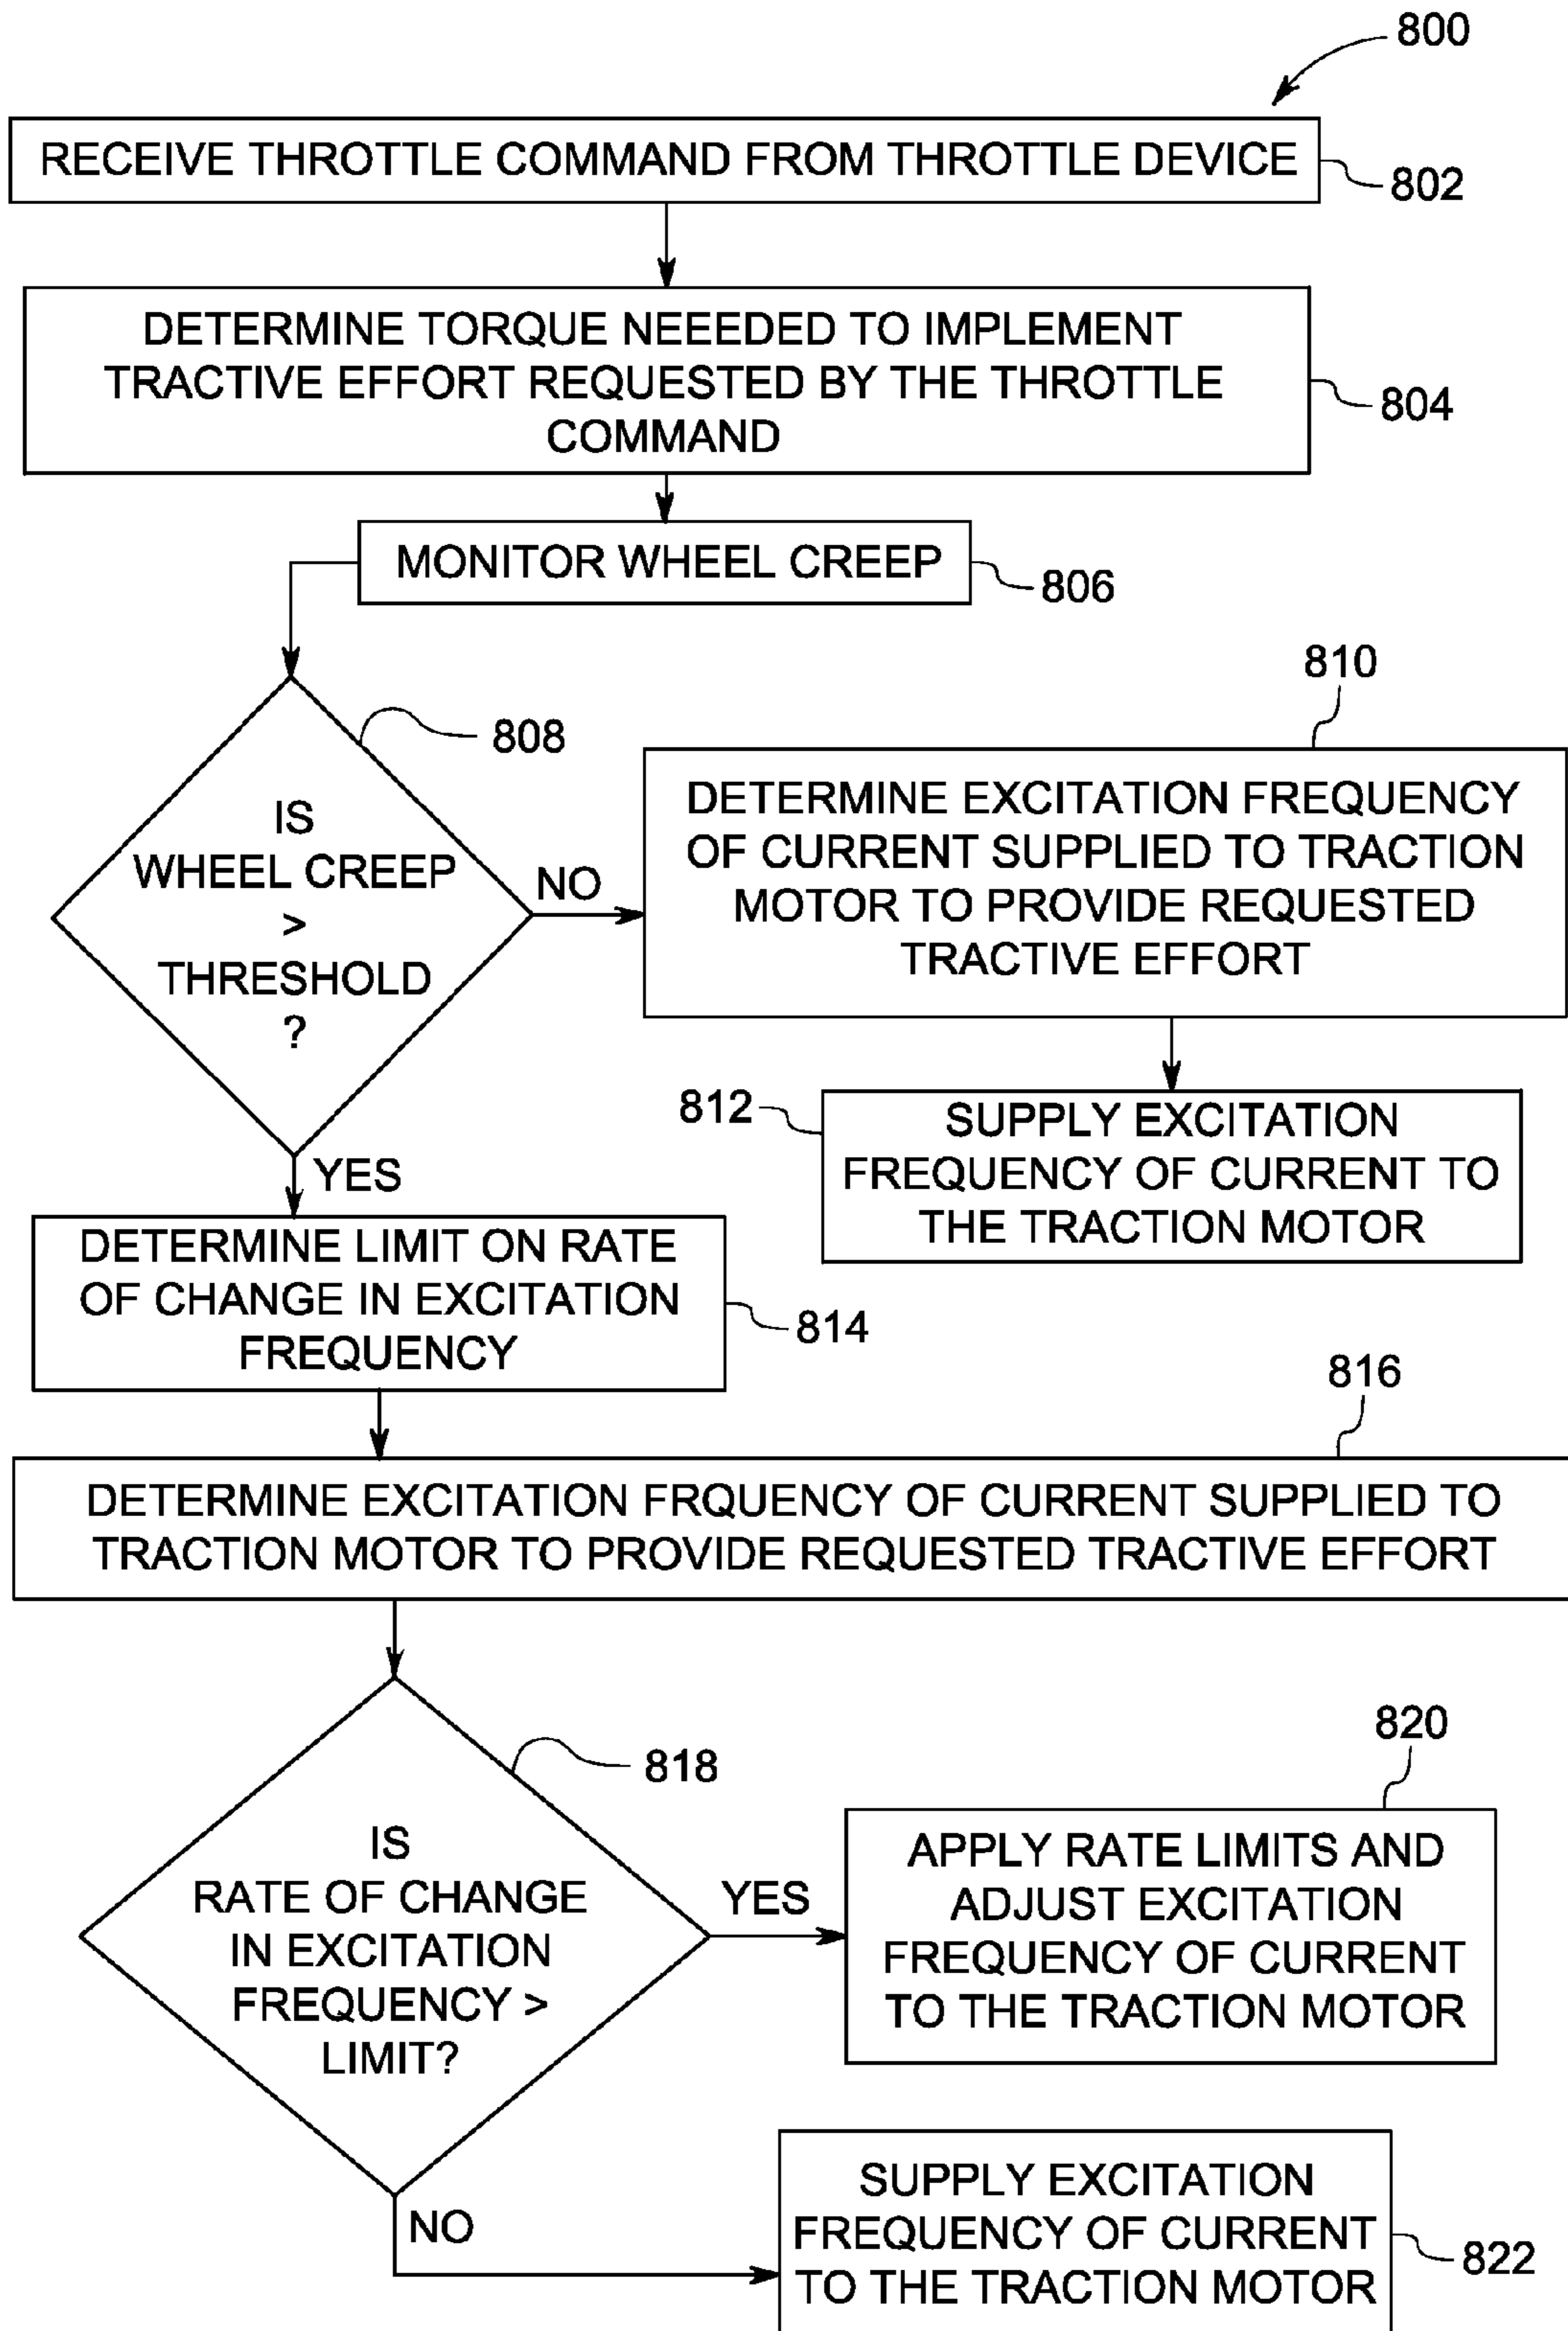 800
RECEIVE THROTTLE COMMAND FROM THROTTLE DEVICE
802
DETERMINE TORQUE NEEEDED TO IMPLEMENT
TRACTIVE EFFORT REQUESTED BY THE THROTTLE
COMMAND
804
MONITOR WHEEL CREEP
806
808
IS
WHEEL CREEP
>
THRESHOLD
?
NO
810
DETERMINE EXCITATION FREQUENCY
OF CURRENT SUPPLIED TO TRACTION
MOTOR TO PROVIDE REQUESTED
TRACTIVE EFFORT
812
SUPPLY EXCITATION
FREQUENCY OF CURRENT TO
THE TRACTION MOTOR
YES
DETERMINE LIMIT ON RATE
OF CHANGE IN EXCITATION
FREQUENCY
814
816
DETERMINE EXCITATION FRQUENCY OF CURRENT SUPPLIED TO
TRACTION MOTOR TO PROVIDE REQUESTED TRACTIVE EFFORT
818
IS
RATE OF CHANGE
IN EXCITATION
FREQUENCY >
LIMIT?
YES
820
APPLY RATE LIMITS AND
ADJUST EXCITATION
FREQUENCY OF CURRENT
TO THE TRACTION MOTOR
NO
SUPPLY EXCITATION
FREQUENCY OF CURRENT
TO THE TRACTION MOTOR
822